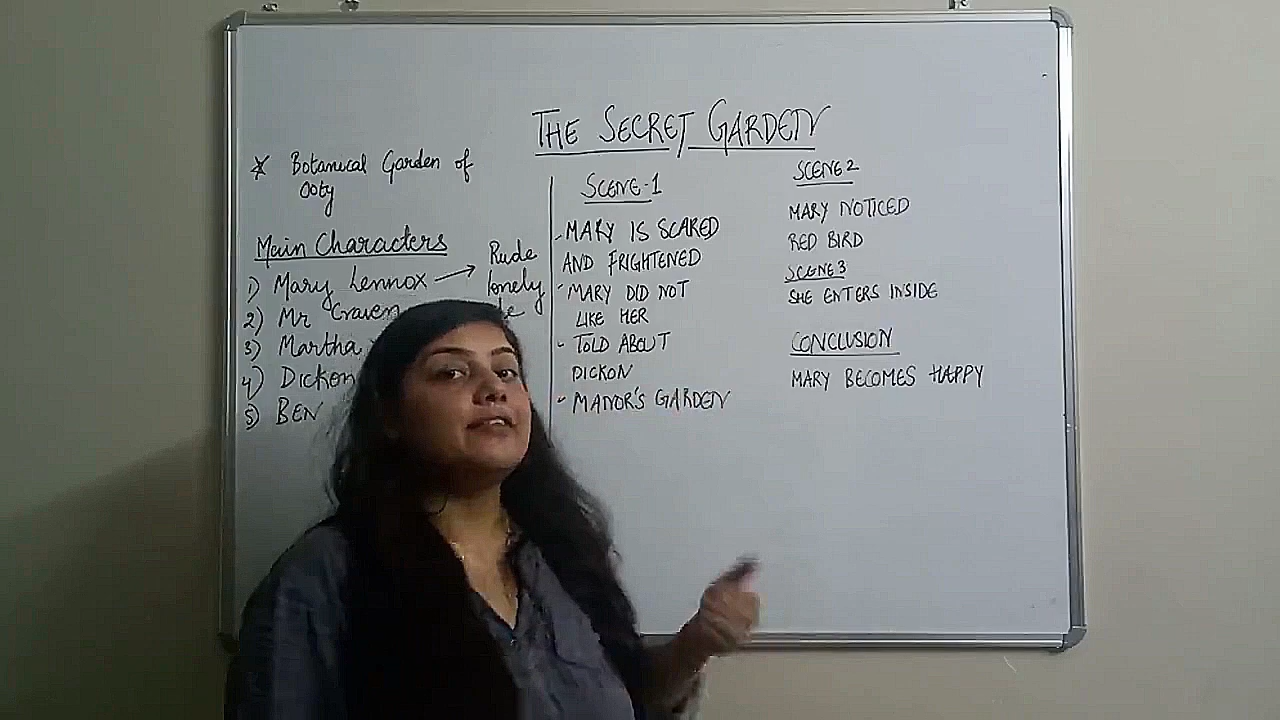 THE SECRET GARDEN
* Botanical Garden of
Ooty
Main Characters
1) Mary Lennox → Rude
lonely
2) Mr Craven
3) Martha
4) Dickon
5) BEN
SCENE-1
- MARY IS SCARED
AND FRIGHTENED
- MARY DID NOT
LIKE HER
- TOLD ABOUT
DICKON
- MANOR'S GARDEN
SCENE 2
MARY NOTICED
RED BIRD
SCENE 3
SHE ENTERS INSIDE
CONCLUSION
MARY BECOMES HAPPY